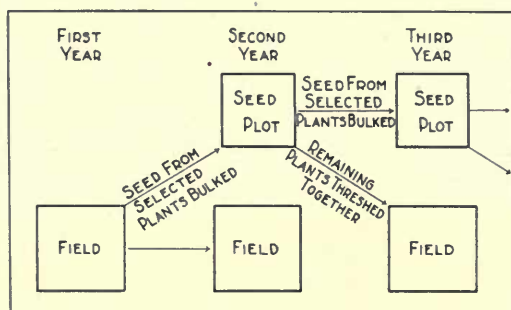 FIRST
YEAR
SECOND
YEAR
THIRD
YEAR
SEED
PLOT
SEED FROM
SELECTED
PLANTS BULKED
SEED
PLOT
SEED FROM
SELECTED
PLANTS BULKED
REMAINING
PLANTS THRESHED
TOGETHER
FIELD
FIELD
FIELD